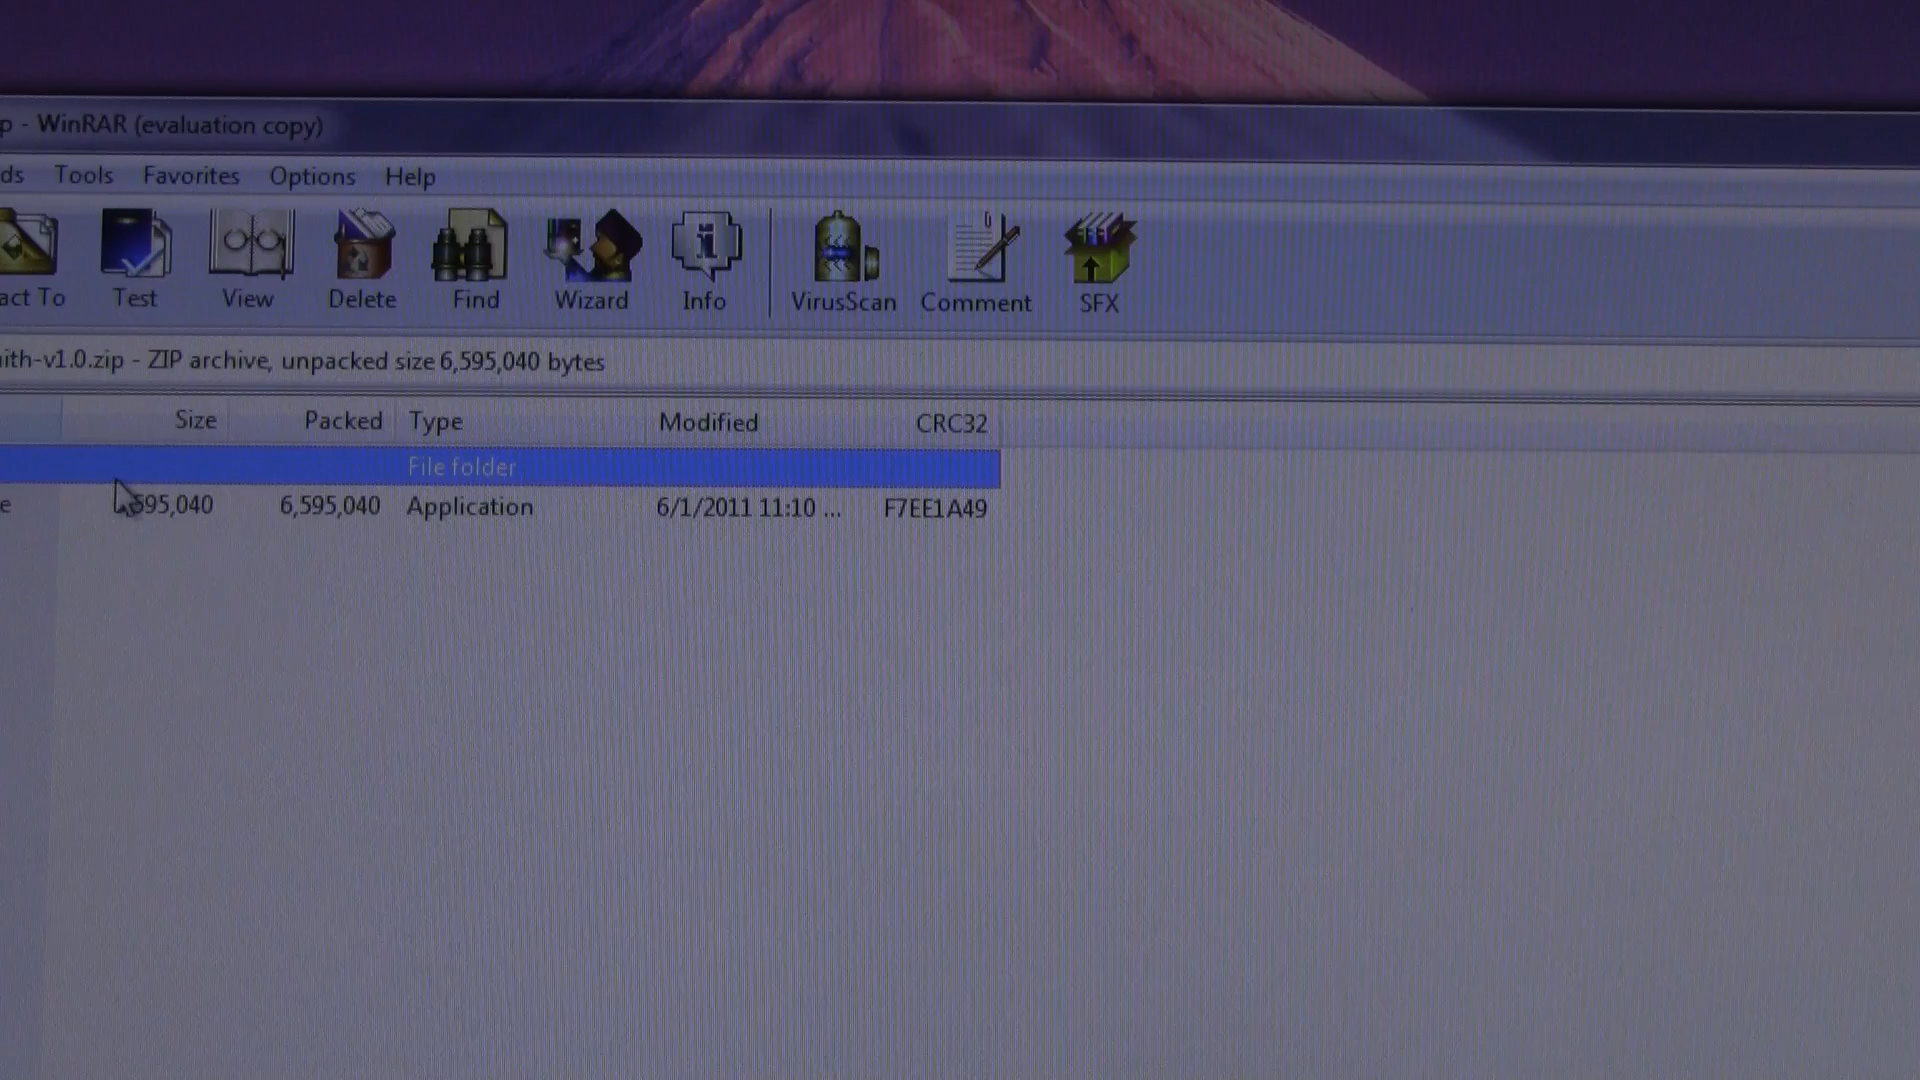 p - WinRAR (evaluation copy)
ds Tools Favorites Options Help
act To Test View Delete Find Wizard Info VirusScan Comment SFX
ith-v1.0.zip - ZIP archive, unpacked size 6,595,040 bytes
Size Packed Type Modified CRC32
File folder
e 595,040 6,595,040 Application 6/1/2011 11:10 ... F7EE1A49